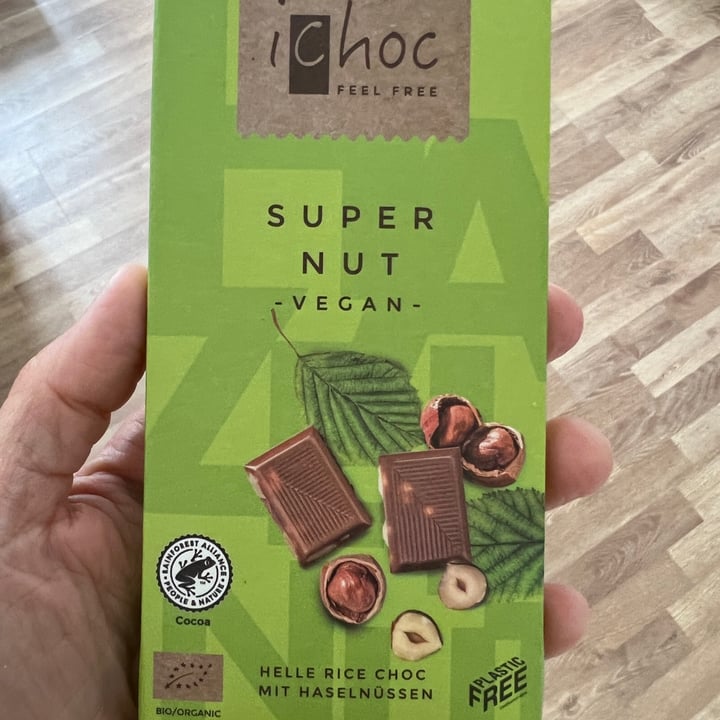 ichoc
FEEL FREE
SUPER
NUT
-VEGAN-
RAINFOREST ALLIANCE
PEOPLE & NATURE
Cocoa
BIO/ORGANIC
HELLE RICE CHOC
MIT HASELNÜSSEN
PLASTIC
FREE